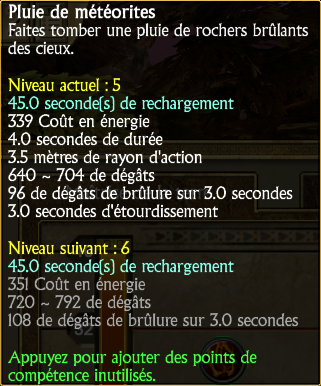 Pluie de météorites
Faites tomber une pluie de rochers brûlants
des cieux.
Niveau actuel : 5
45.0 seconde(s) de rechargement
339 Coût en énergie
4.0 secondes de durée
3.5 mètres de rayon d'action
640 ~ 704 de dégâts
96 de dégâts de brûlure sur 3.0 secondes
3.0 secondes d'étourdissement
Niveau suivant : 6
45.0 seconde(s) de rechargement
351 Coût en énergie
720 ~ 792 de dégâts
108 de dégâts de brûlure sur 3.0 secondes
Appuyez pour ajouter des points de
compétence inutilisés.